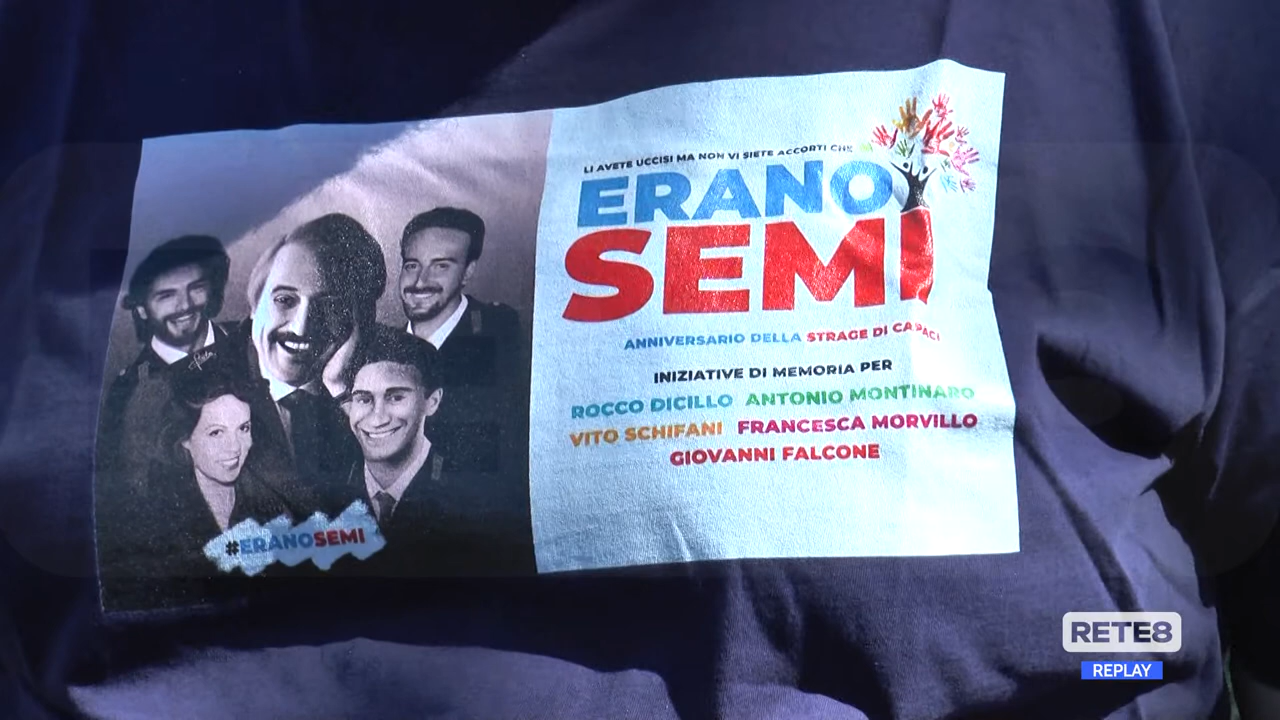 LI AVETE UCCISI MA NON VI SIETE ACCORTI CHE
ERANO
SEMI
ANNIVERSARIO DELLA STRAGE DI CAPACI
INIZIATIVE DI MEMORIA PER
ROCCO DICILLO ANTONIO MONTINARO
VITO SCHIFANI FRANCESCA MORVILLO
GIOVANNI FALCONE
#ERANOSEMI
RETE8
REPLAY